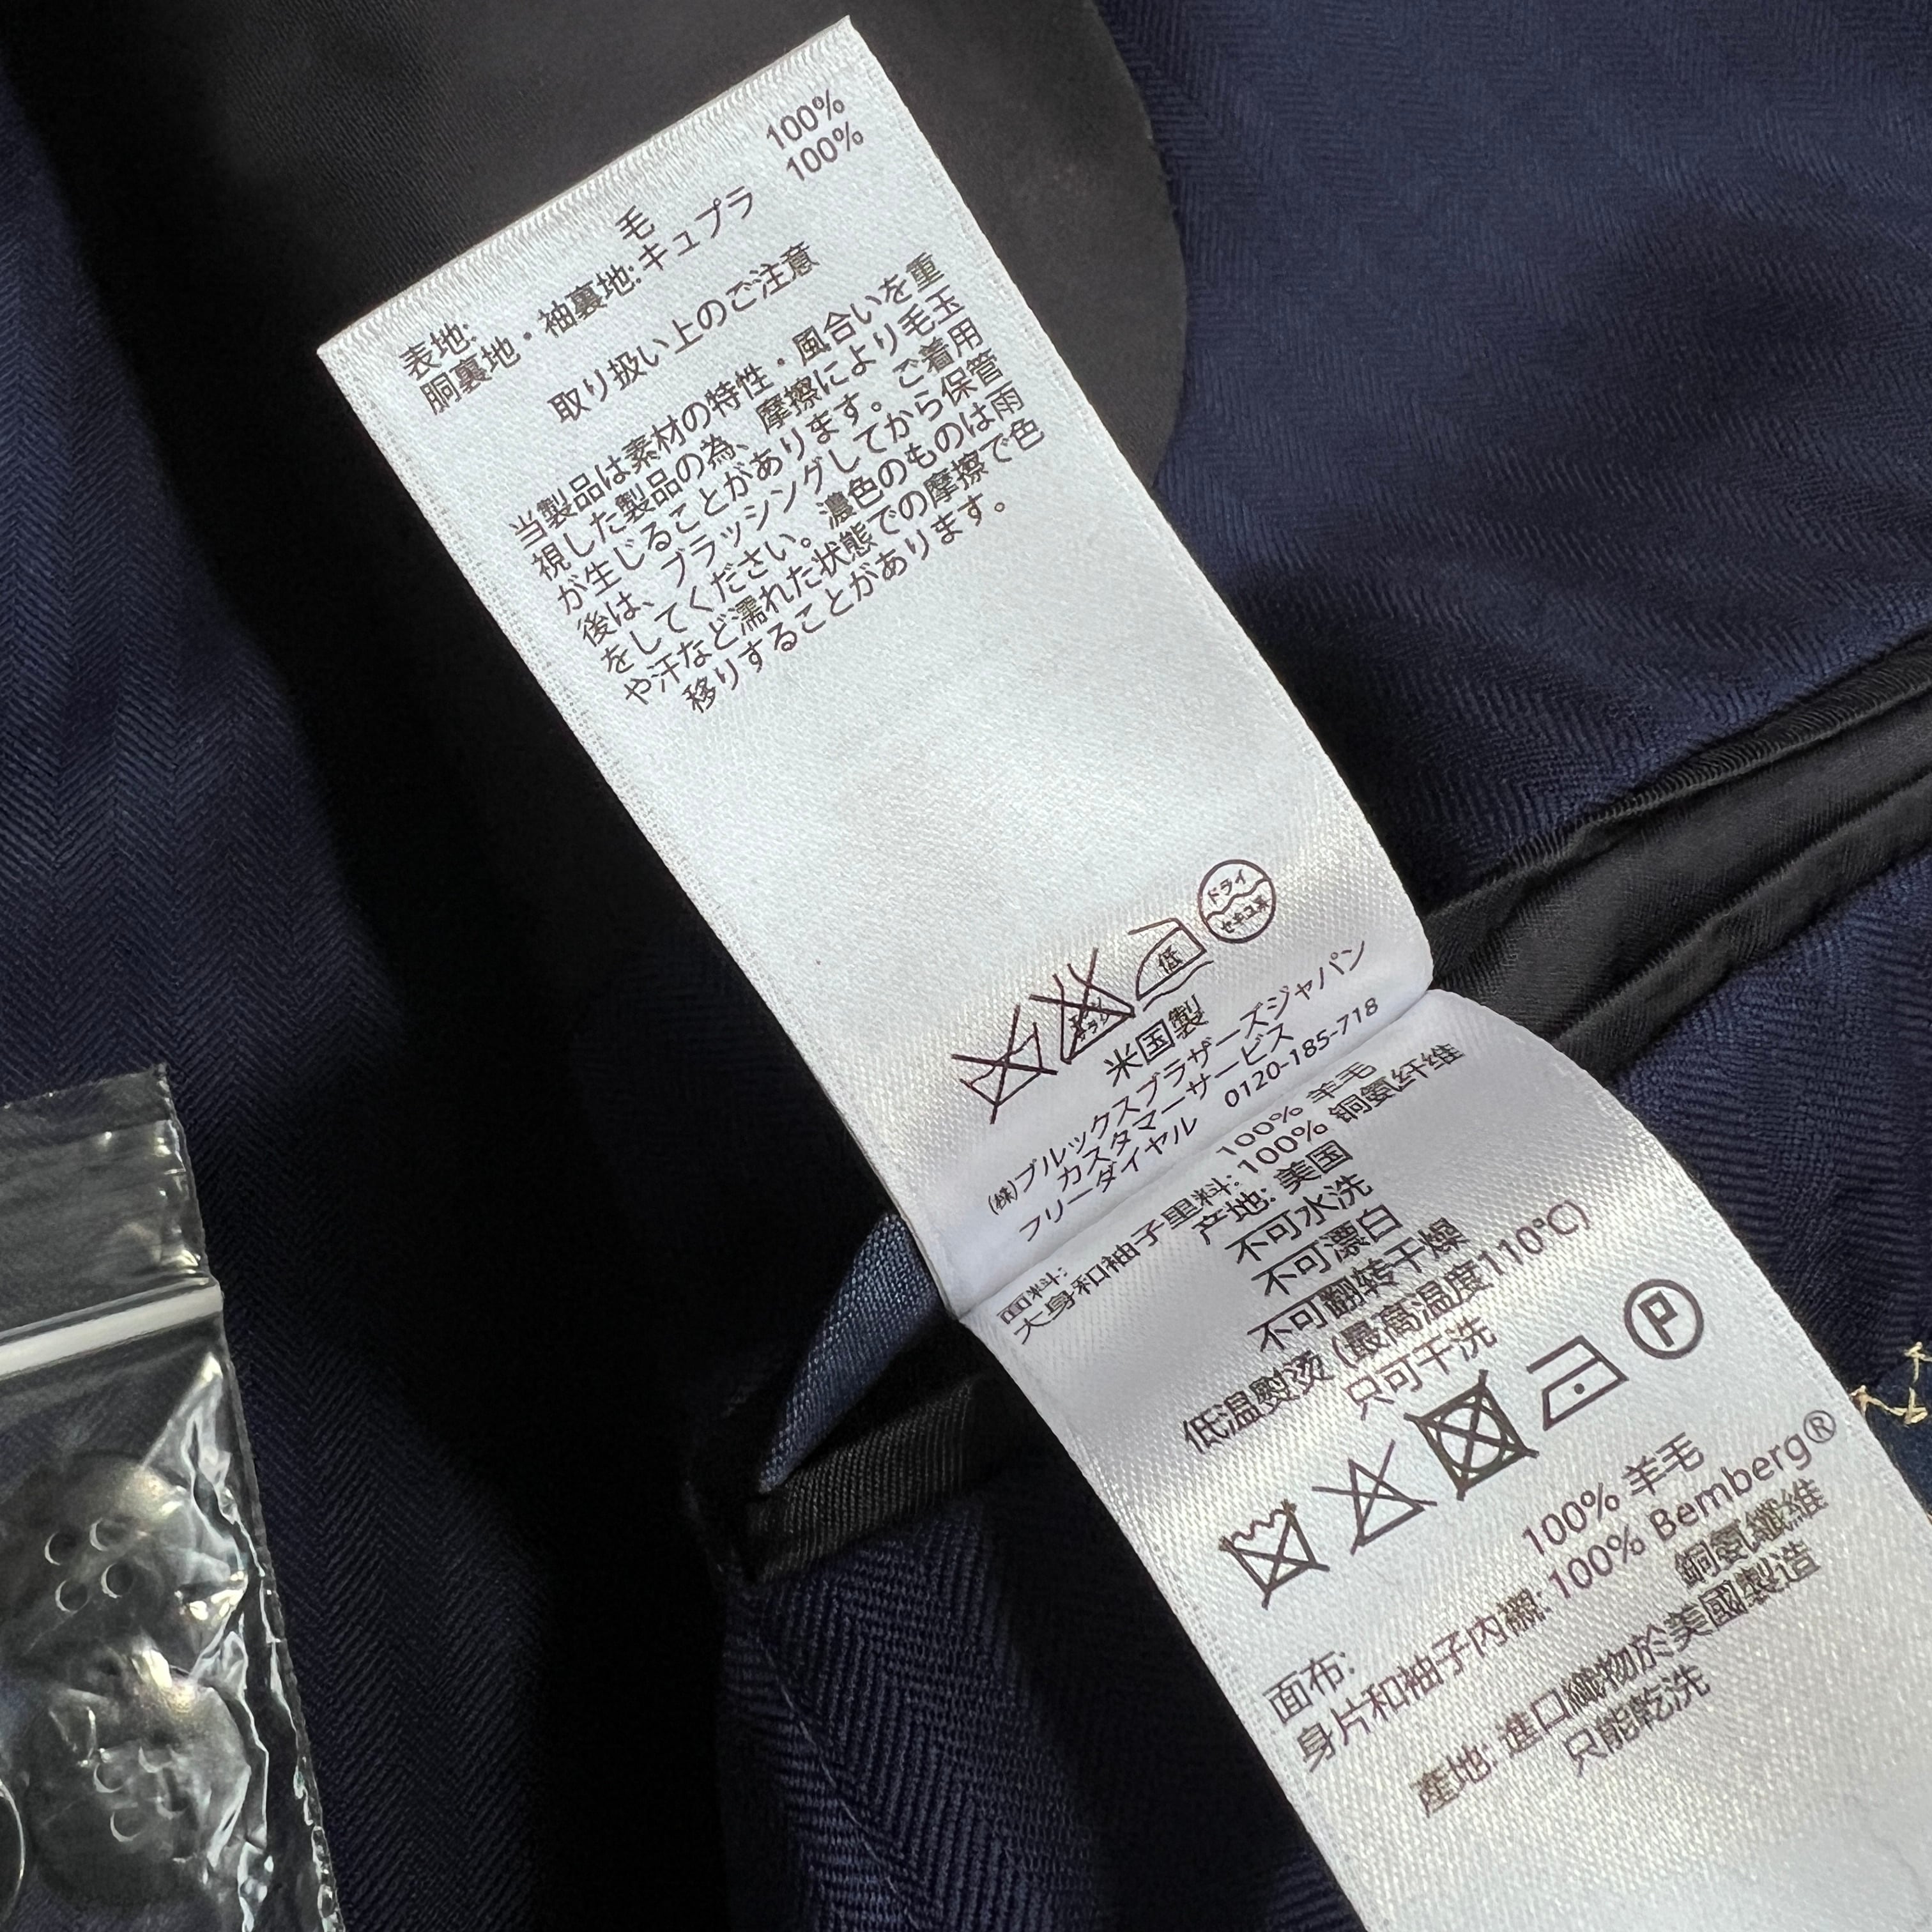 表地: 毛 100%
胴裏地・袖裏地: キュプラ 100%
取り扱い上のご注意
当製品は素材の特性・風合いを重
視した製品の為、摩擦により毛玉
が生じることがあります。ご着用
後は、ブラッシングしてから保管
をしてください。濃色のものは雨
や汗など濡れた状態での摩擦で色
移りすることがあります。
低
ドライ
セキユ系
米国製
(株)ブルックスブラザーズジャパン
カスタマーサービス
フリーダイヤル 0120-185-718
面料: 100% 羊毛
大身和袖子里料: 100% 銅氨纤维
产地: 美国
不可水洗
不可漂白
不可翻转干燥
低温熨烫 (最高温度110°C)
只可干洗
P
面布: 100% 羊毛
身片和袖子内襯: 100% Bemberg®
銅氨纖維
產地: 進口織物於美國製造
只能乾洗